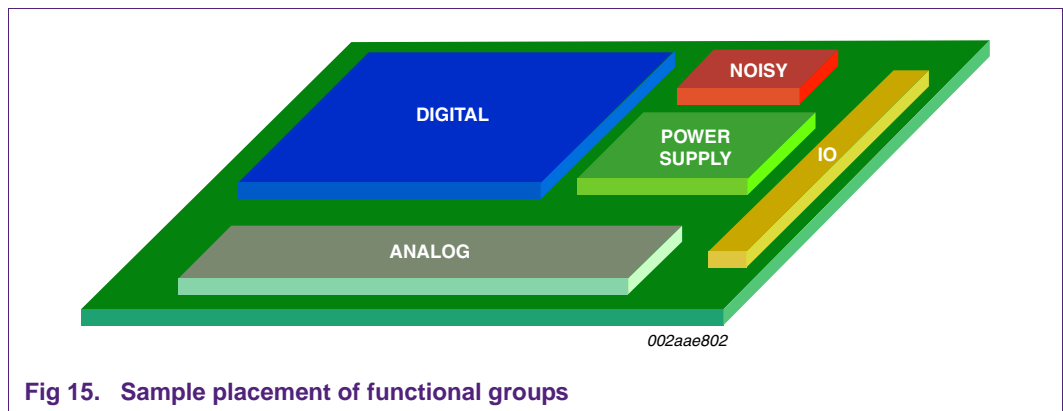 NOISY
DIGITAL
POWER
SUPPLY
IO
ANALOG
002aae802
Fig 15. Sample placement of functional groups